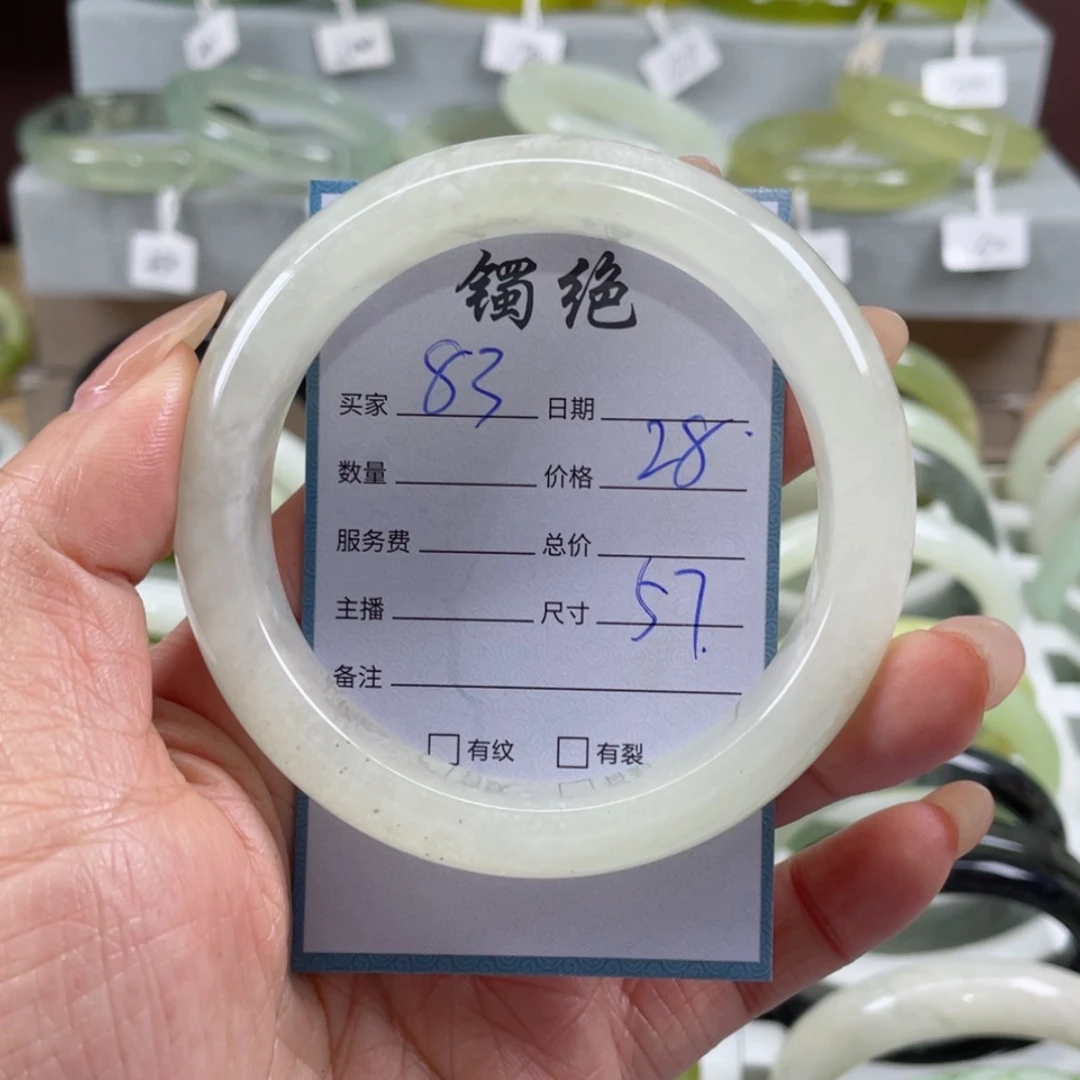 镯绝
买家 83 日期
数量 价格 28.
服务费 总价
主播 尺寸 57.
备注
□有纹 □有裂